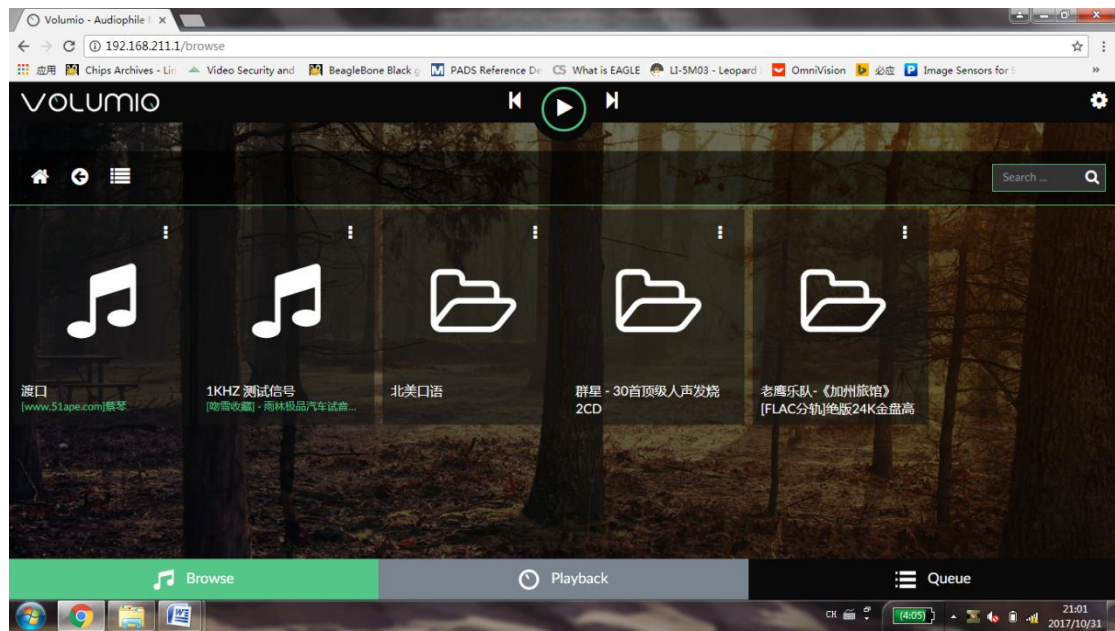 Volumio - Audiophile
192.168.211.1/browse
应用 Chips Archives - Lin Video Security and BeagleBone Black g PADS Reference De What is EAGLE LI-5M03 - Leopard OmniVision 必应 Image Sensors for S »
VOLUMIO
Search ...
渡口
[www.51ape.com]蔡琴
1KHZ 测试信号
[吻雪收藏] - 雨林极品汽车试音...
北美口语
群星 - 30首顶级人声发烧
2CD
老鹰乐队-《加州旅馆》
[FLAC分轨]绝版24K金盘高
Browse Playback Queue
CH (4:05) 21:01
2017/10/31